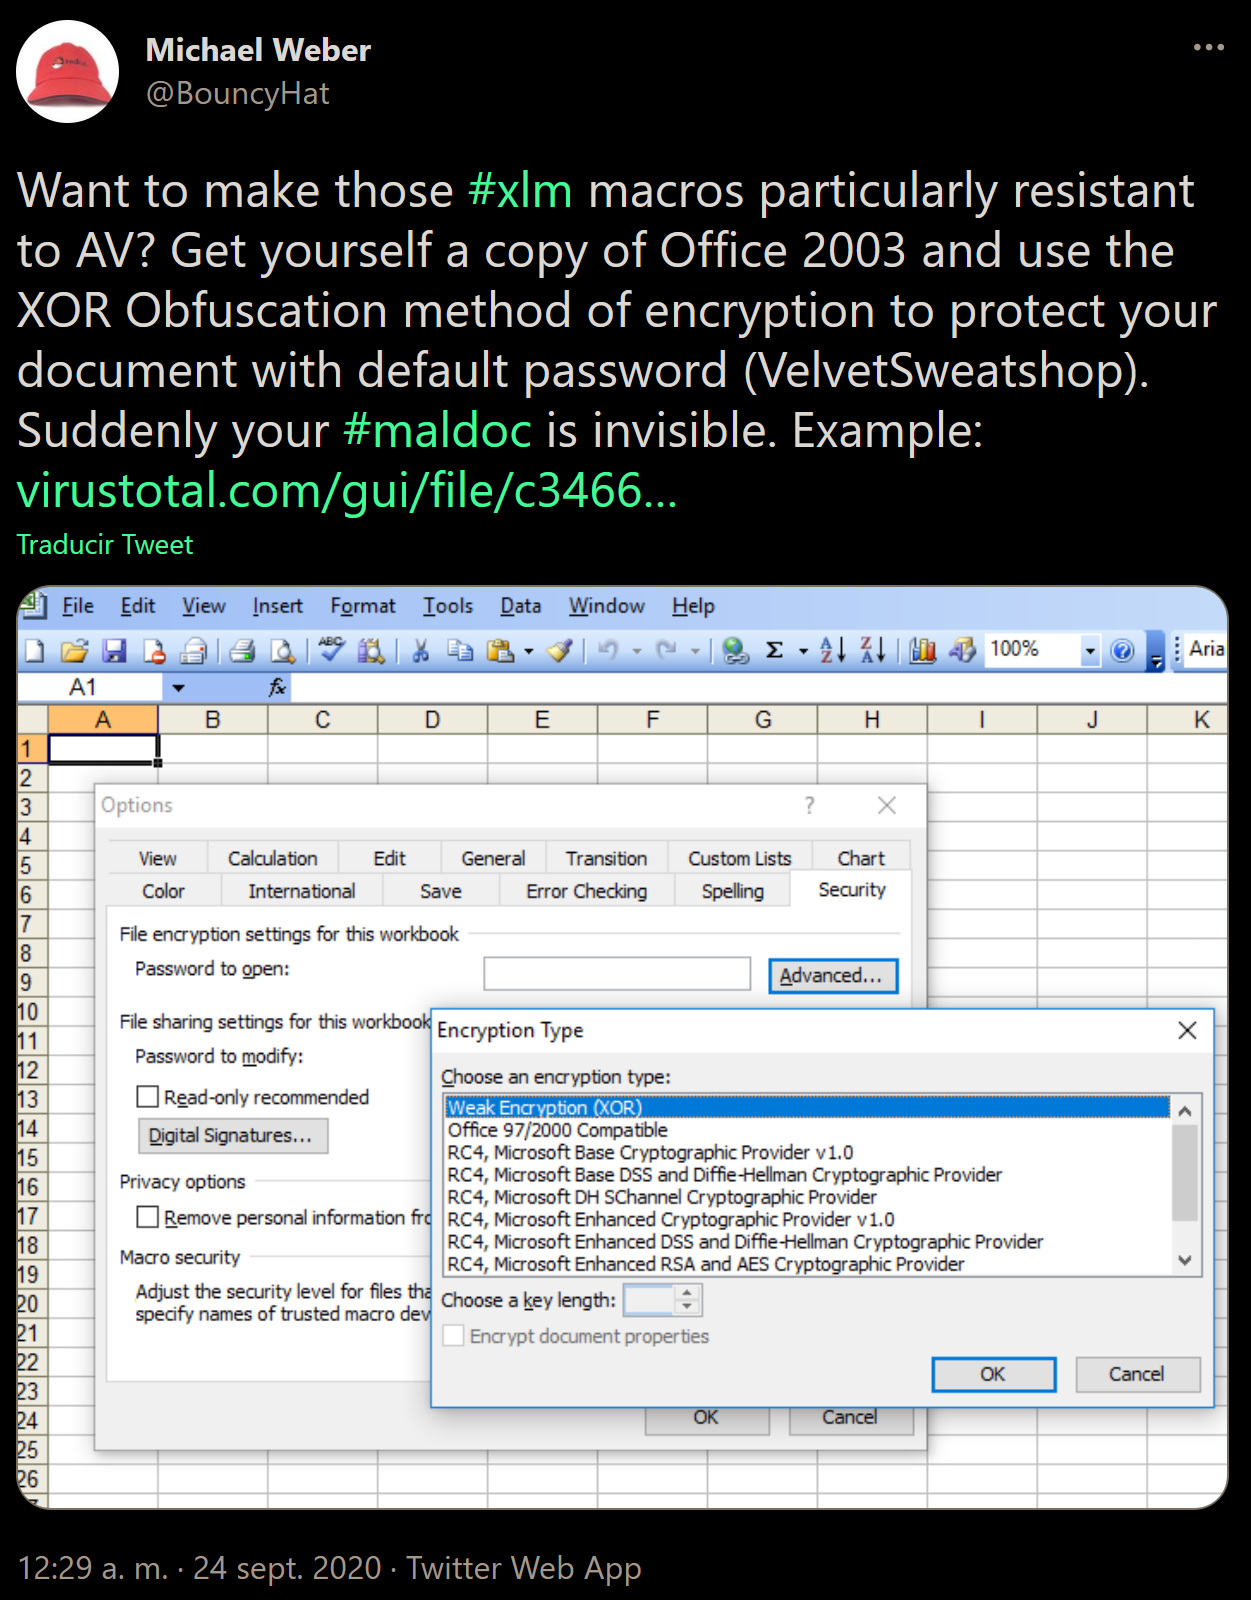 Michael Weber
@BouncyHat
Want to make those #xlm macros particularly resistant
to AV? Get yourself a copy of Office 2003 and use the
XOR Obfuscation method of encryption to protect your
document with default password (VelvetSweatshop).
Suddenly your #maldoc is invisible. Example:
virustotal.com/gui/file/c3466...
Traducir Tweet
File Edit View Insert Format Tools Data Window Help
ABC Σ A Z Z A 100% ? Aria
A1 fx
A B C D E F G H I J K
1
2
Options ? ×
3
4
View Calculation Edit General Transition Custom Lists Chart
5
Color International Save Error Checking Spelling Security
6
7
File encryption settings for this workbook
8
Password to open: Advanced...
9
10
File sharing settings for this workbook
Encryption Type
11
Password to modify:
Choose an encryption type:
12
Read-only recommended
13
Weak Encryption (XOR)
14
Digital Signatures...
Office 97/2000 Compatible
15
RC4, Microsoft Base Cryptographic Provider v1.0
Privacy options
RC4, Microsoft Base DSS and Diffie-Hellman Cryptographic Provider
16
RC4, Microsoft DH SChannel Cryptographic Provider
17
Remove personal information fro
RC4, Microsoft Enhanced Cryptographic Provider v1.0
18
Macro security
RC4, Microsoft Enhanced DSS and Diffie-Hellman Cryptographic Provider
19
RC4, Microsoft Enhanced RSA and AES Cryptographic Provider
20
Adjust the security level for files tha
specify names of trusted macro dev
Choose a key length:
21
Encrypt document properties
22
23
OK Cancel
24
OK Cancel
25
26
12:29 a. m. · 24 sept. 2020 · Twitter Web App